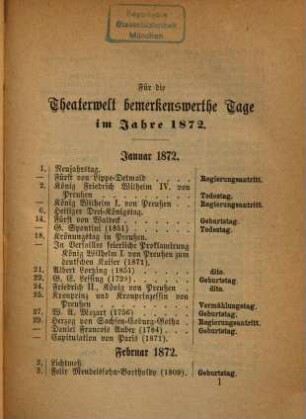 Bayerische
Staatsbibliothek
München
Für die
Theaterwelt bemerkenswerthe Tage
im Jahre 1872.
Januar 1872.
1. Neujahrstag.
— Fürst von Lippe-Detmold . . . . Regierungsantritt.
2. König Friedrich Wilhelm IV. von
Preußen . . . . Todestag.
— König Wilhelm I. von Preußen . Regierungsantritt.
6. Heiliger Drei-Königstag.
14. Fürst von Waldeck . . . . Geburtstag.
— G. Spontini (1851) . . . . Todestag.
18. Krönungstag in Preußen.
— In Versailles feierliche Proklamirung
König Wilhelm I. von Preußen zum
deutschen Kaiser (1871).
21. Albert Lortzing (1851) . . . . dito.
22. G. E. Lessing (1729) . . . . Geburtstag.
24. Friedrich II., König von Preußen . dito.
25. Kronprinz und Kronprinzessin von
Preußen . . . . Vermählungstag.
27. W. A. Mozart (1756) . . . . Geburtstag.
29. Herzog von Sachsen-Coburg-Gotha . Regierungsantritt.
— Daniel Francois Auber (1784) . . Geburtstag.
— Capitulation von Paris (1871).
Februar 1872.
2. Lichtmeß.
3. Felix Mendelssohn-Bartholdy (1809). Geburtstag.
1